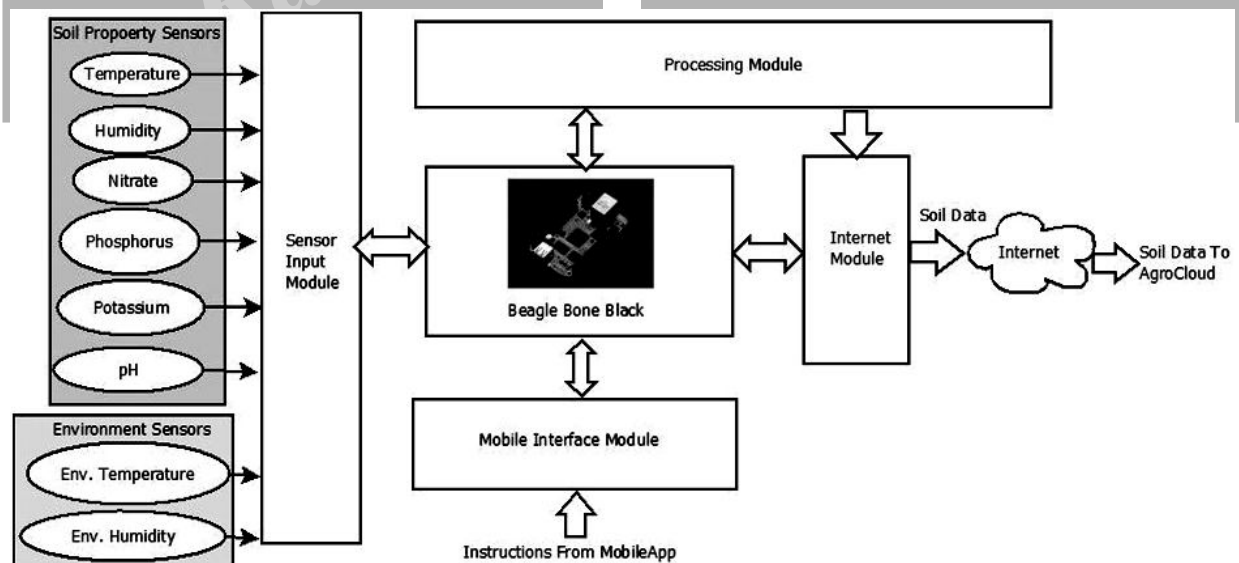 Soil Propoerty Sensors
Temperature
Humidity
Nitrate
Phosphorus
Potassium
pH
Environment Sensors
Env. Temperature
Env. Humidity
Sensor
Input
Module
Processing Module
Beagle Bone Black
Mobile Interface Module
Instructions From MobileApp
Internet
Module
Soil Data
Internet
Soil Data To
AgroCloud